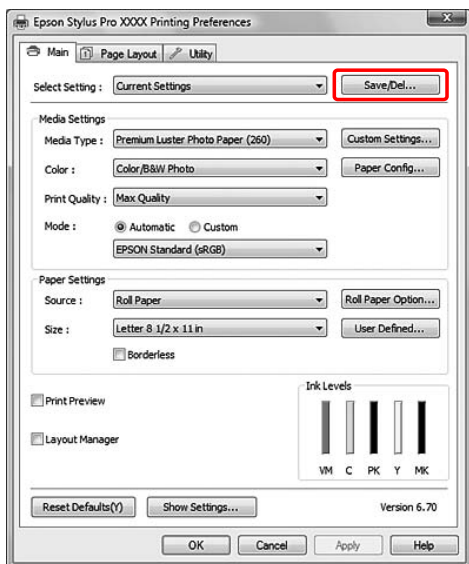 Epson Stylus Pro XXXX Printing Preferences
Main Page Layout Utility
Select Setting : Current Settings Save/Del...
Media Settings
Media Type : Premium Luster Photo Paper (260) Custom Settings...
Color : Color/B&W Photo Paper Config...
Print Quality : Max Quality
Mode : Automatic Custom
EPSON Standard (sRGB)
Paper Settings
Source : Roll Paper Roll Paper Option...
Size : Letter 8 1/2 x 11 in User Defined...
Borderless
Print Preview
Layout Manager
Ink Levels
VM C PK Y MK
Reset Defaults(Y) Show Settings... Version 6.70
OK Cancel Apply Help